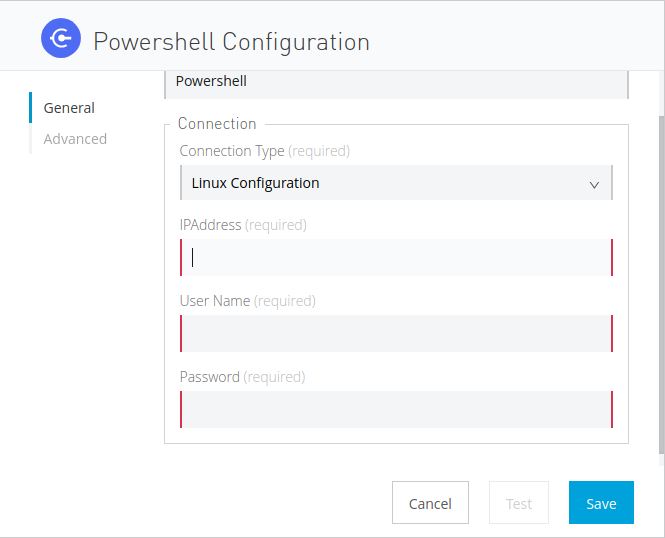 Powershell Configuration
General
Advanced
Powershell
Connection
Connection Type (required)
Linux Configuration
IPAddress (required)
User Name (required)
Password (required)
Cancel
Test
Save